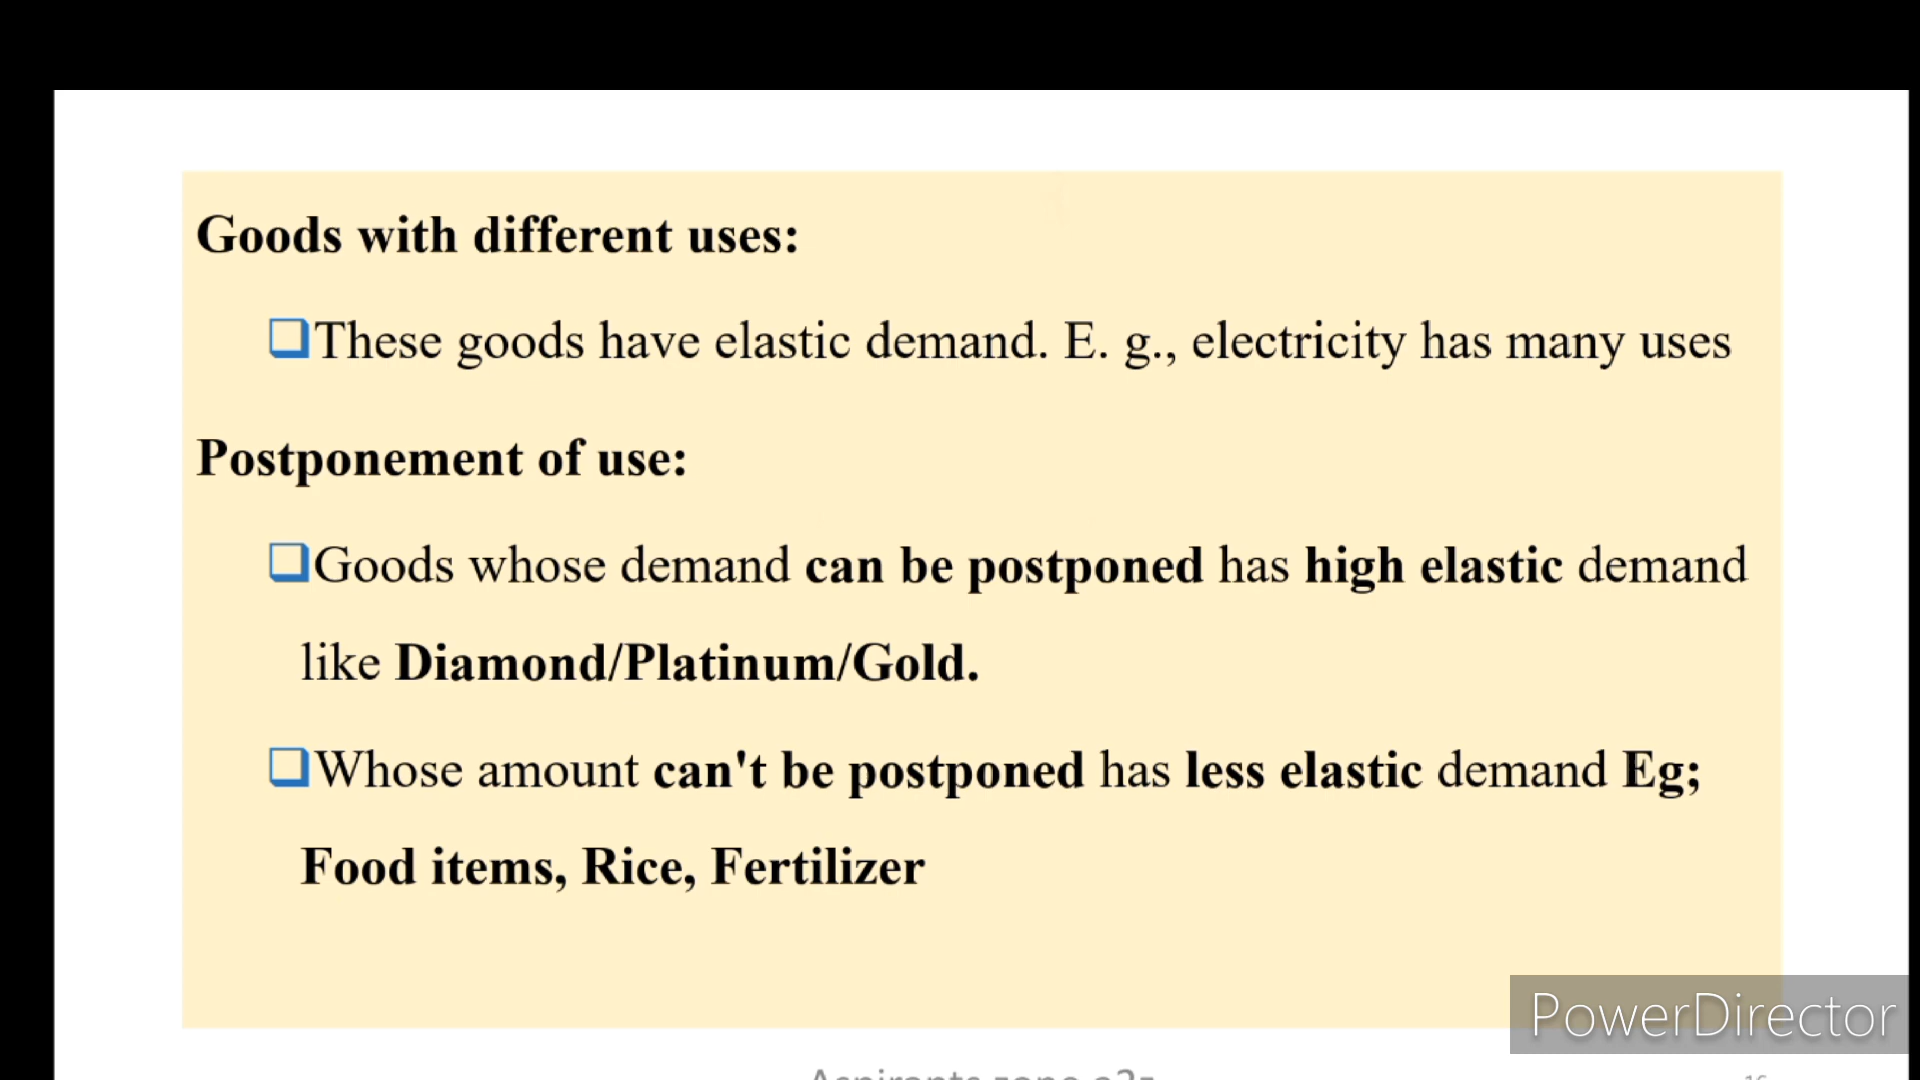 Goods with different uses:
❑These goods have elastic demand. E. g., electricity has many uses
Postponement of use:
❑Goods whose demand can be postponed has high elastic demand
like Diamond/Platinum/Gold.
❑Whose amount can't be postponed has less elastic demand Eg;
Food items, Rice, Fertilizer
PowerDirector